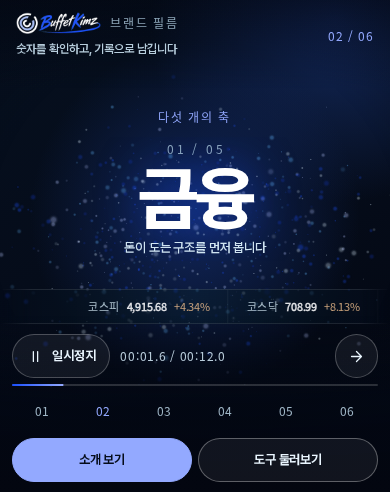 BuffetKimz 브랜드 필름
숫자를 확인하고, 기록으로 남깁니다
02 / 06
다섯 개의 축
01 / 05
금융
돈이 도는 구조를 먼저 봅니다
코스피 4,915.68 +4.34% 코스닥 708.99 +8.13%
일시정지 00:01.6 / 00:12.0
01 02 03 04 05 06
소개 보기 도구 둘러보기